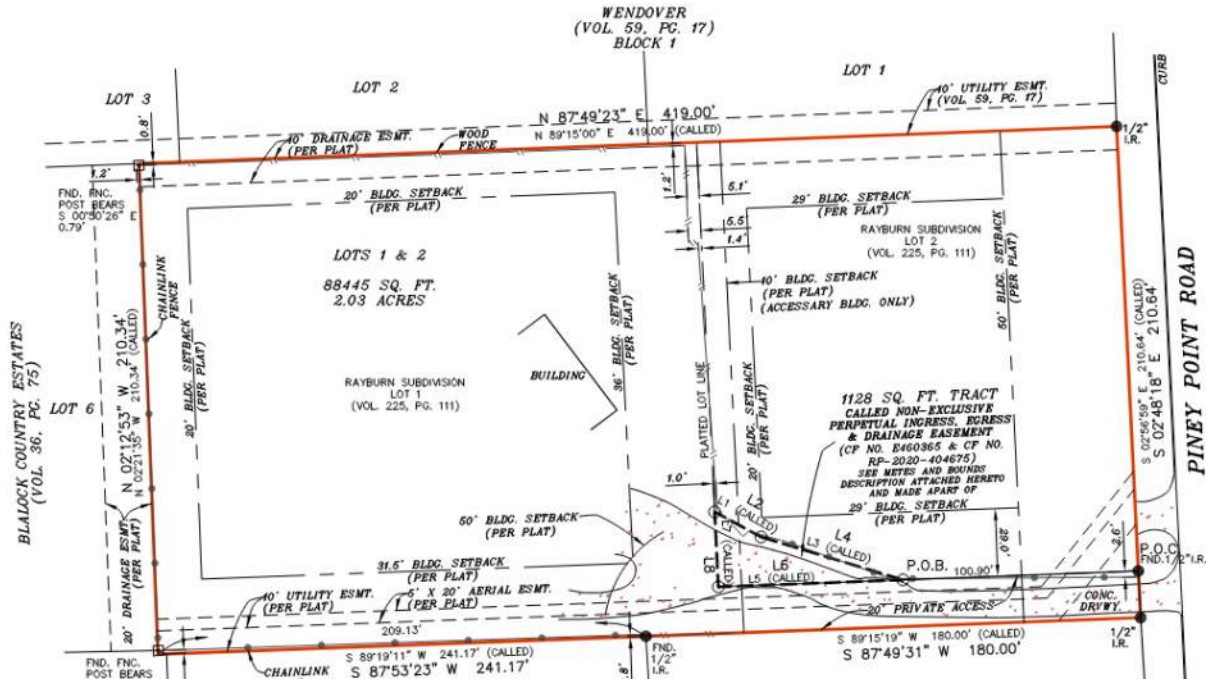 WENDOVER
(VOL. 59, PG. 17)
BLOCK 1
LOT 3
LOT 2
LOT 1
CURB
10' UTILITY ESMT.
(VOL. 59, PG. 17)
N 87°49'23" E 419.00'
N 89°15'00" E 419.00' (CALLED)
0.8'
10' DRAINAGE ESMT.
(PER PLAT)
WOOD
FENCE
1/2"
I.R.
1.2'
FND. FNC.
POST BEARS
S 00°50'26" E
0.79'
20' BLDG. SETBACK
(PER PLAT)
1.2'
5.1'
5.5'
1.4'
29' BLDG. SETBACK
(PER PLAT)
RAYBURN SUBDIVISION
LOT 2
(VOL. 225, PG. 111)
LOTS 1 & 2
88445 SQ. FT.
2.03 ACRES
10' BLDG. SETBACK
(PER PLAT)
(ACCESSARY BLDG. ONLY)
50' BLDG. SETBACK
(PER PLAT)
CHAINLINK
FENCE
BLALOCK COUNTRY ESTATES
(VOL. 36, PG. 75)
LOT 6
N 02°12'53" W 210.34'
N 02°21'35" W 210.34' (CALLED)
20' BLDG. SETBACK
(PER PLAT)
RAYBURN SUBDIVISION
LOT 1
(VOL. 225, PG. 111)
BUILDING
36' BLDG. SETBACK
(PER PLAT)
PLATTED LOT LINE
20' BLDG. SETBACK
(PER PLAT)
1128 SQ. FT. TRACT
CALLED NON-EXCLUSIVE
PERPETUAL INGRESS, EGRESS
& DRAINAGE EASEMENT
(CF NO. E460365 & CF NO.
RP-2020-404675)
SEE METES AND BOUNDS
DESCRIPTION ATTACHED HERETO
AND MADE APART OF
S 02°56'59" E 210.64' (CALLED)
S 02°48'18" E 210.64'
PINEY POINT ROAD
1.0'
L1 (CALLED)
L2
29' BLDG. SETBACK
(PER PLAT)
L3 (CALLED)
L4
29.0'
2.6'
50' BLDG. SETBACK
(PER PLAT)
L7 (CALLED)
L8
L6
L5 (CALLED)
P.O.B.
100.90'
P.O.C.
FND.1/2" I.R.
20' DRAINAGE ESMT.
(PER PLAT)
31.5' BLDG. SETBACK
(PER PLAT)
10' UTILITY ESMT.
(PER PLAT)
5' X 20' AERIAL ESMT.
(PER PLAT)
20' PRIVATE ACCESS
CONC.
DRVWY.
209.13'
S 89°19'11" W 241.17' (CALLED)
S 87°53'23" W 241.17'
S 89°15'19" W 180.00' (CALLED)
S 87°49'31" W 180.00'
1/2"
I.R.
FND. FNC.
POST BEARS
CHAINLINK
FND.
1/2"
I.R.